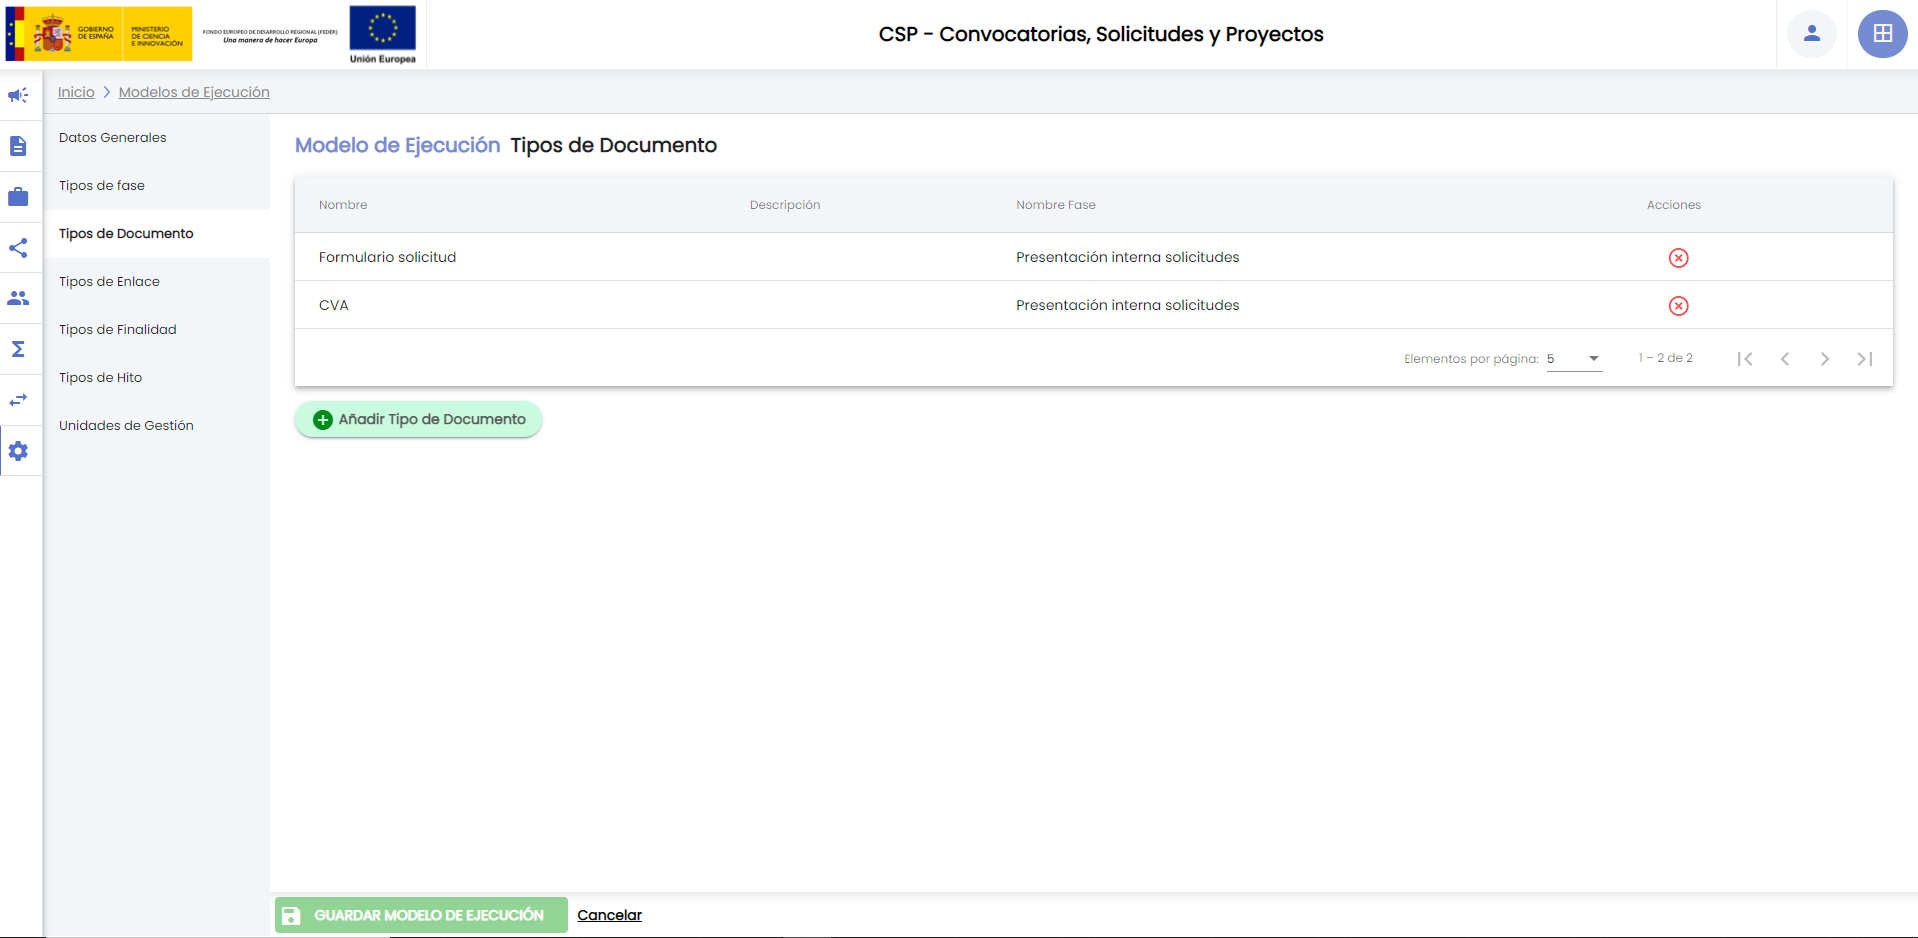 GOBIERNO
DE ESPAÑA
MINISTERIO
DE CIENCIA
E INNOVACIÓN
FONDO EUROPEO DE DESARROLLO REGIONAL (FEDER)
Una manera de hacer Europa
Unión Europea
CSP - Convocatorias, Solicitudes y Proyectos
Inicio > Modelos de Ejecución
Datos Generales
Tipos de fase
Tipos de Documento
Tipos de Enlace
Tipos de Finalidad
Tipos de Hito
Unidades de Gestión
Modelo de Ejecución Tipos de Documento
Nombre Descripción Nombre Fase Acciones
Formulario solicitud Presentación interna solicitudes
CVA Presentación interna solicitudes
Elementos por página: 5 1 – 2 de 2
Añadir Tipo de Documento
GUARDAR MODELO DE EJECUCIÓN Cancelar